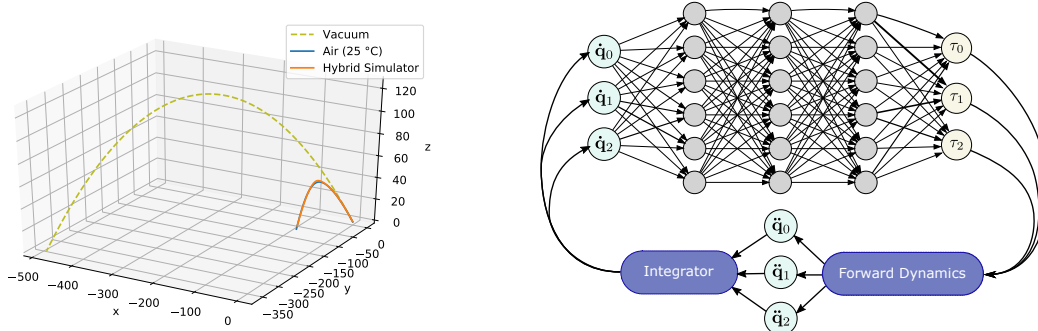 Vacuum
Air (25 °C)
Hybrid Simulator
120
100
80
z
60
40
20
0
−500
−400
−300
−200
−100
0
x
−350
−300
−250
−200
−150
−100
−50
0
y
q̇₀
q̇₁
q̇₂
τ₀
τ₁
τ₂
q̈₀
Integrator
q̈₁
Forward Dynamics
q̈₂